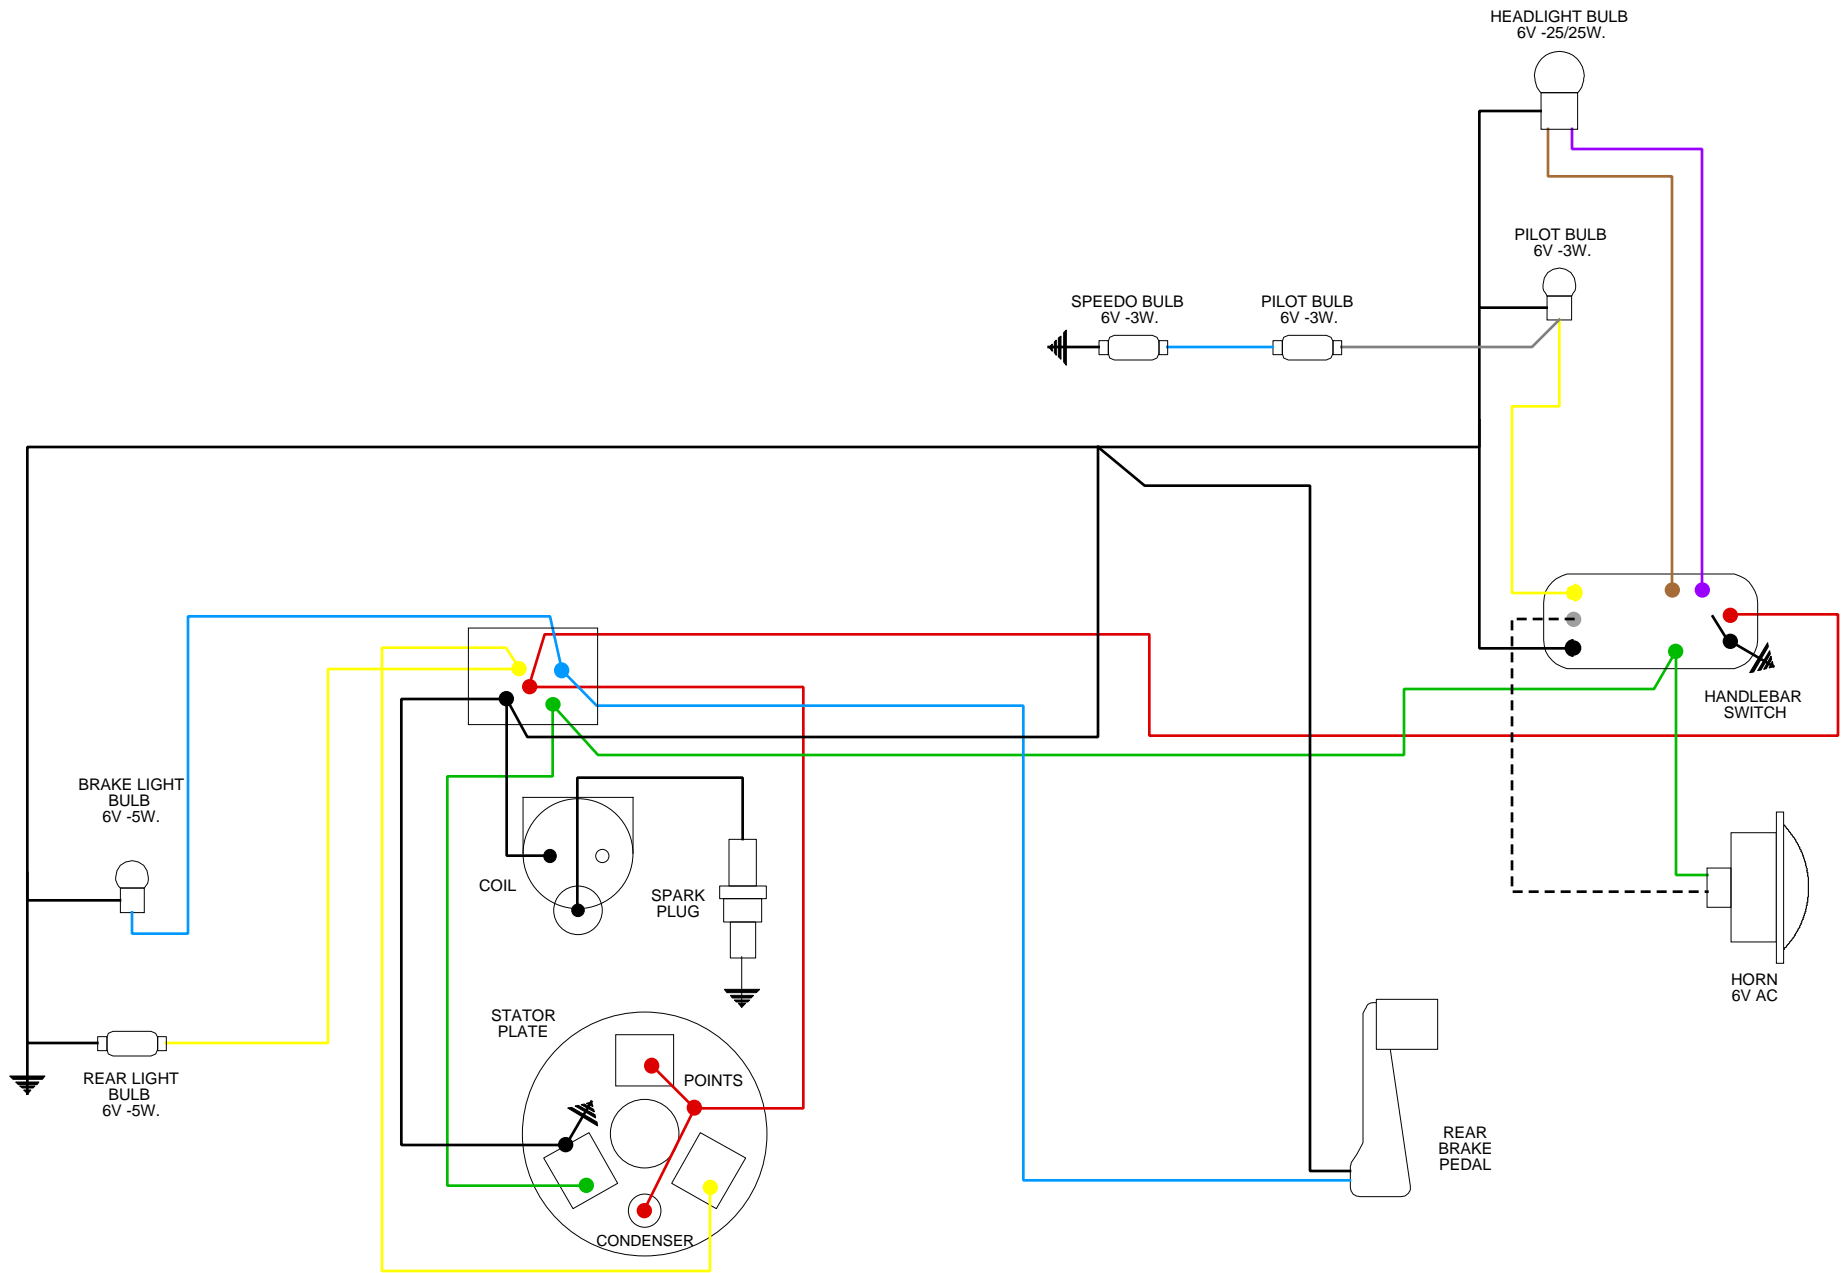 HEADLIGHT BULB
6V -25/25W.
PILOT BULB
6V -3W.
SPEEDO BULB
6V -3W.
PILOT BULB
6V -3W.
HANDLEBAR
SWITCH
BRAKE LIGHT
BULB
6V -5W.
COIL
SPARK
PLUG
HORN
6V AC
STATOR
PLATE
POINTS
REAR LIGHT
BULB
6V -5W.
REAR
BRAKE
PEDAL
CONDENSER